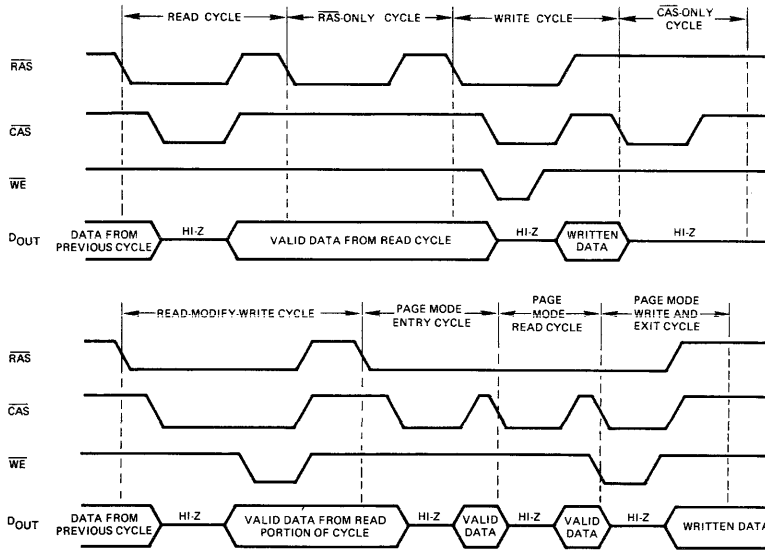 READ CYCLE
RAS-ONLY CYCLE
WRITE CYCLE
CAS-ONLY
CYCLE
RAS
CAS
WE
DOUT
DATA FROM
PREVIOUS CYCLE
HI-Z
VALID DATA FROM READ CYCLE
HI-Z
WRITTEN
DATA
HI-Z
READ-MODIFY-WRITE CYCLE
PAGE MODE
ENTRY CYCLE
PAGE
MODE
READ CYCLE
PAGE MODE
WRITE AND
EXIT CYCLE
RAS
CAS
WE
DOUT
DATA FROM
PREVIOUS CYCLE
HI-Z
VALID DATA FROM READ
PORTION OF CYCLE
HI-Z
VALID
DATA
HI-Z
VALID
DATA
HI-Z
WRITTEN DATA